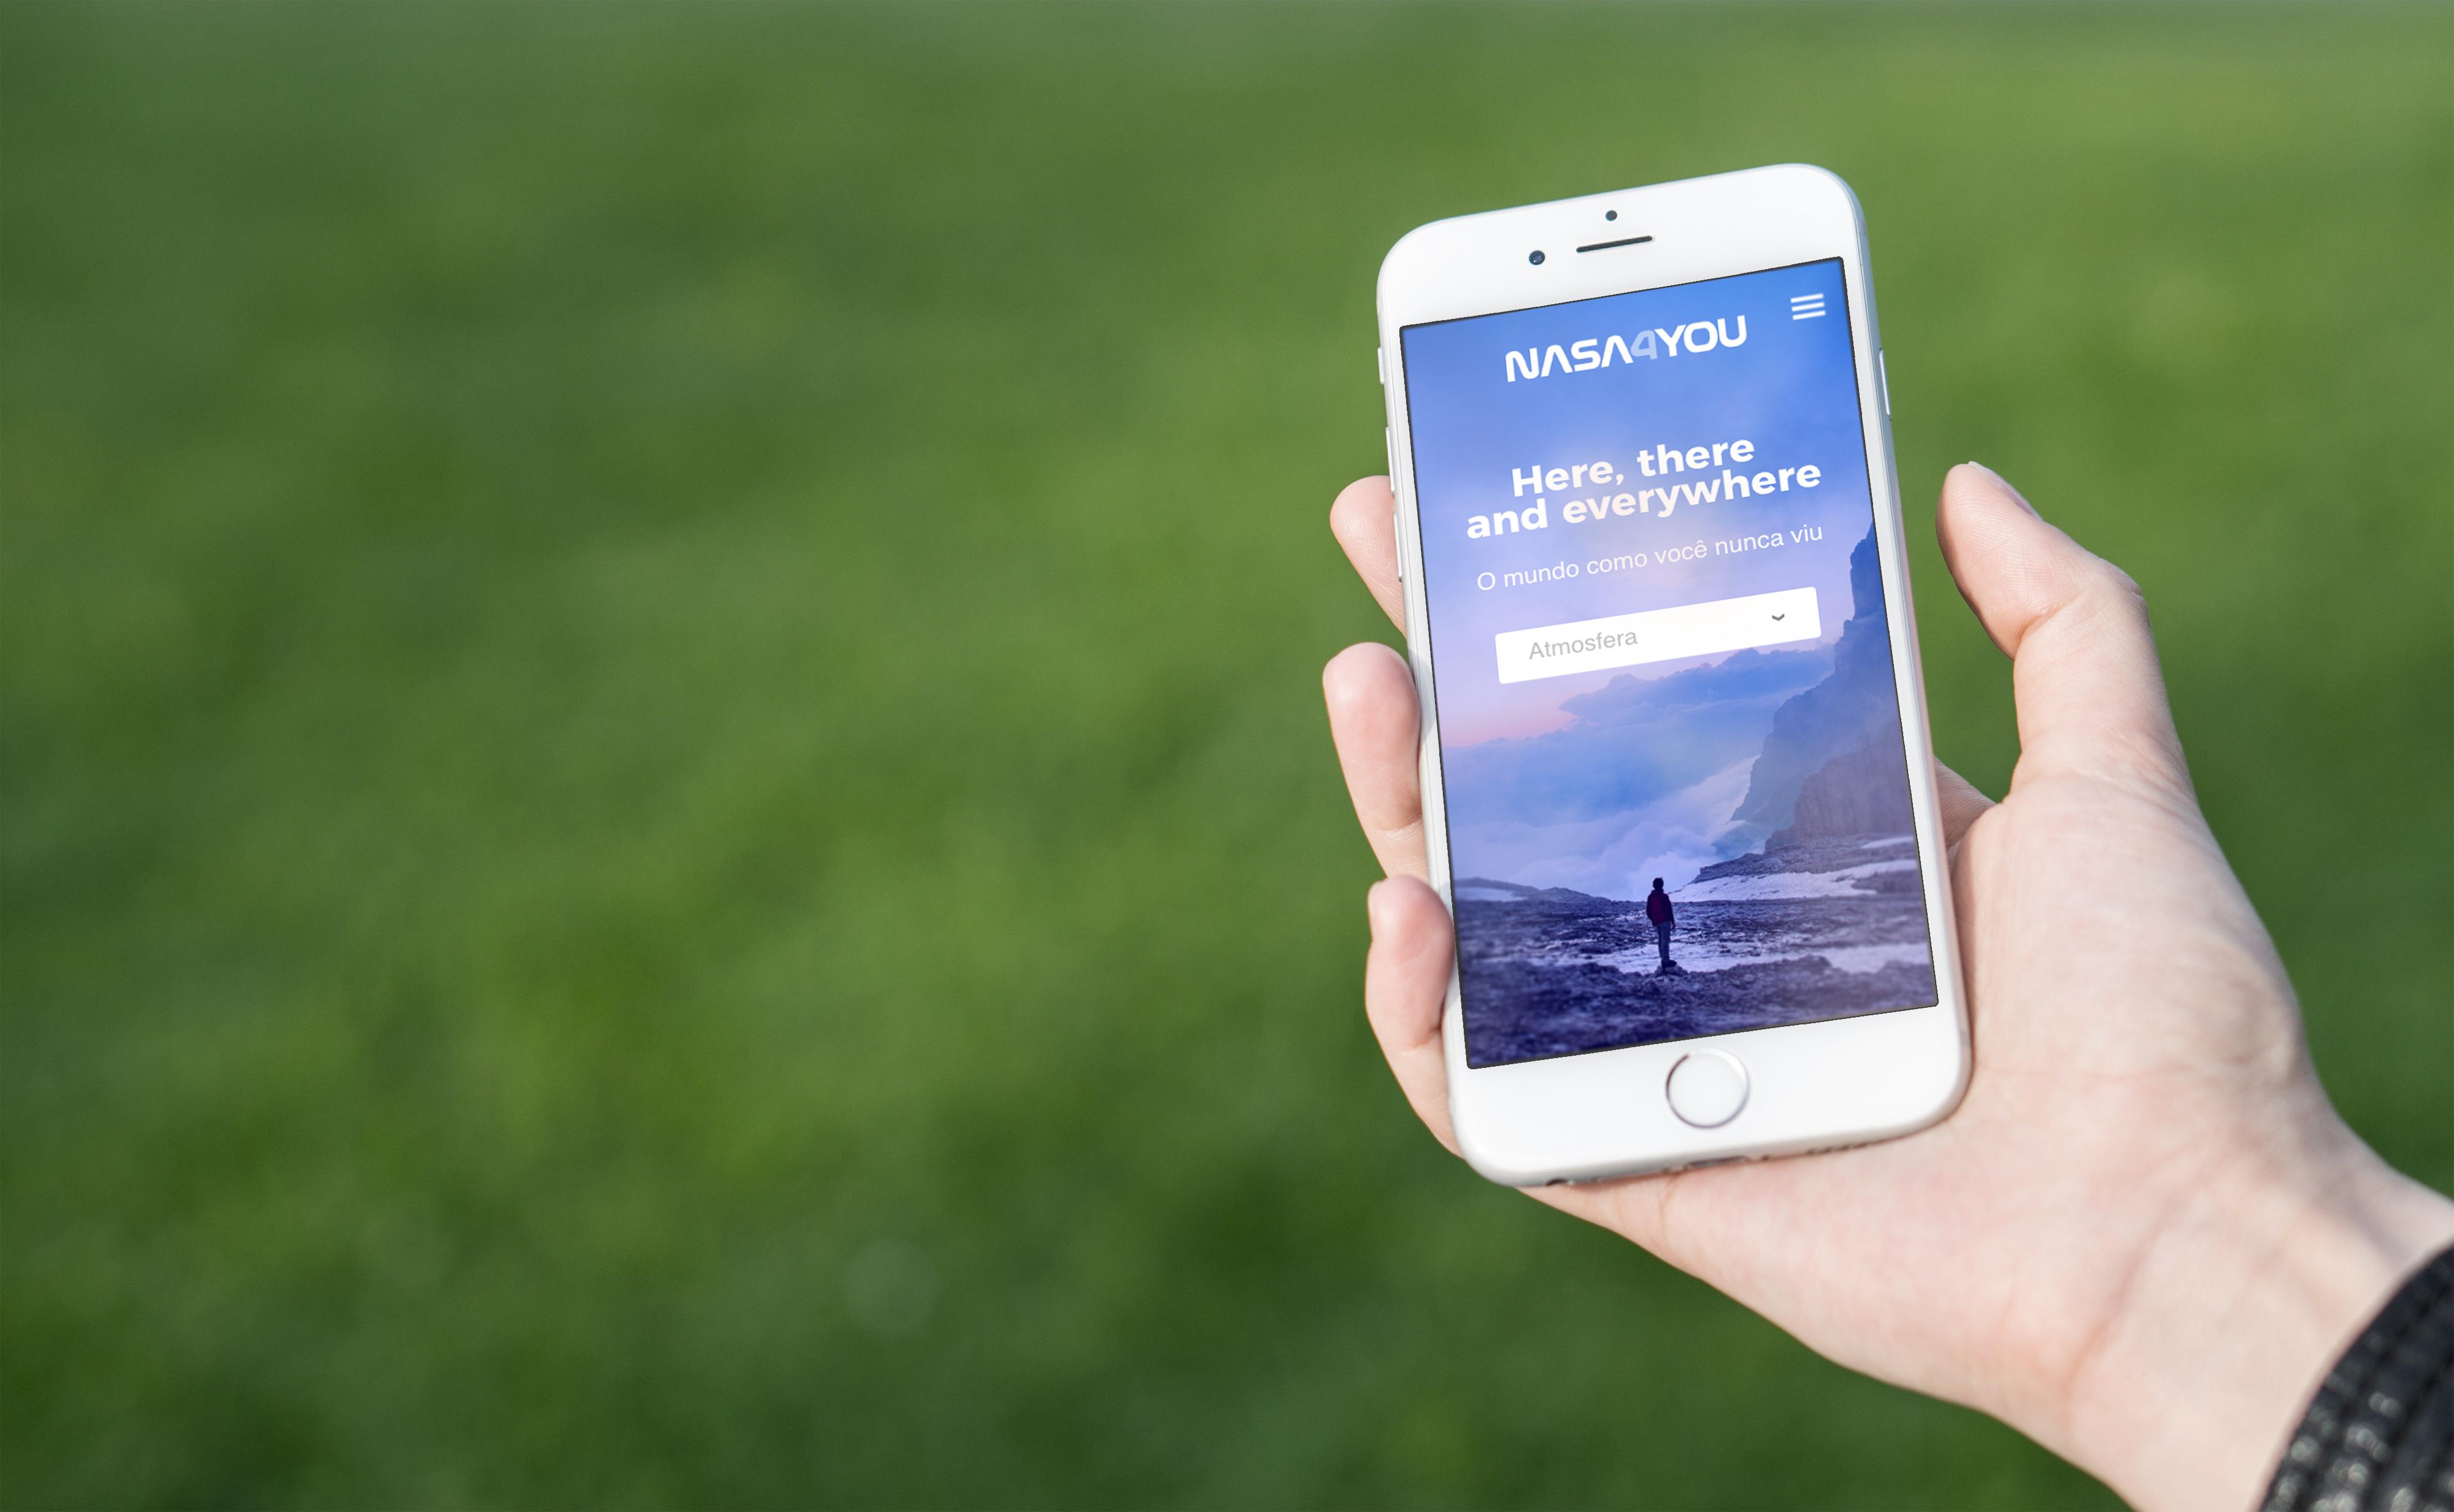 NASA4YOU
Here, there
and everywhere
O mundo como você nunca viu
Atmosfera